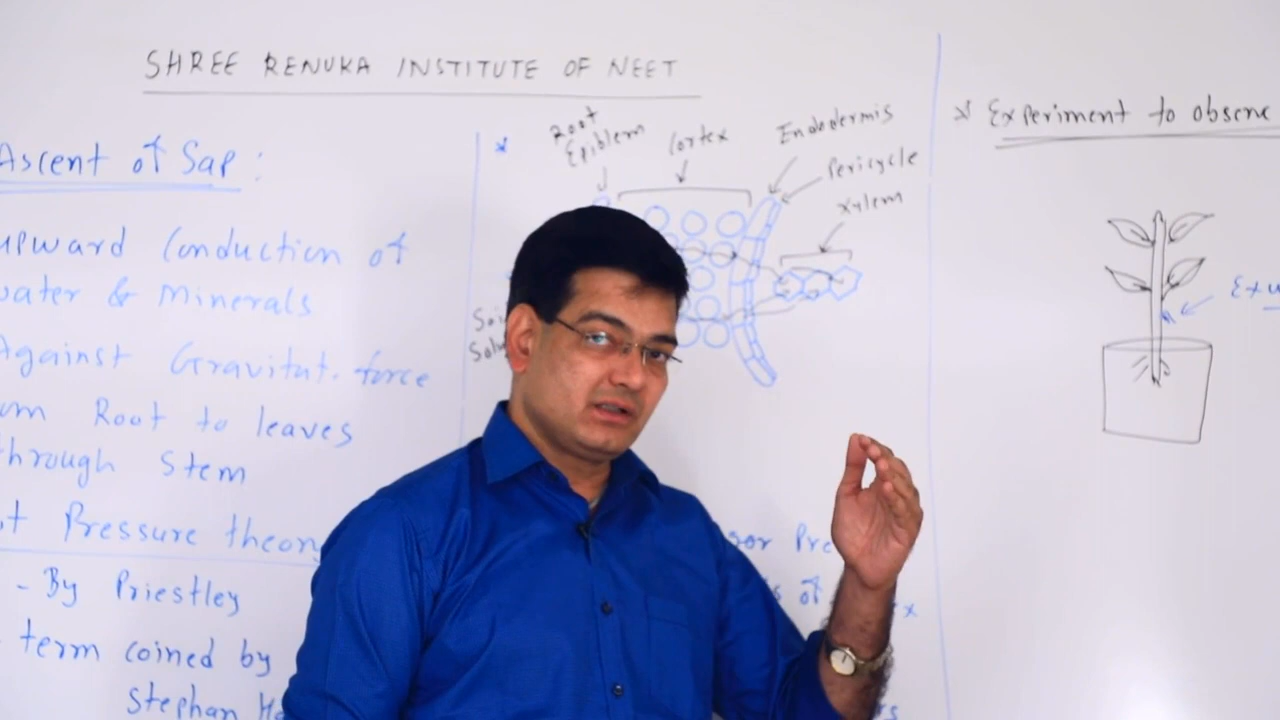 SHREE RENUKA INSTITUTE OF NEET
Ascent of Sap:
upward Conduction of
water & Minerals
Against Gravitat. force
Root to leaves
through Stem
Pressure theory
- By Priestley
term coined by
Stephan
*
Root
Epiblem
Cortex
Endodermis
Pericycle
Xylem
* Experiment to observe